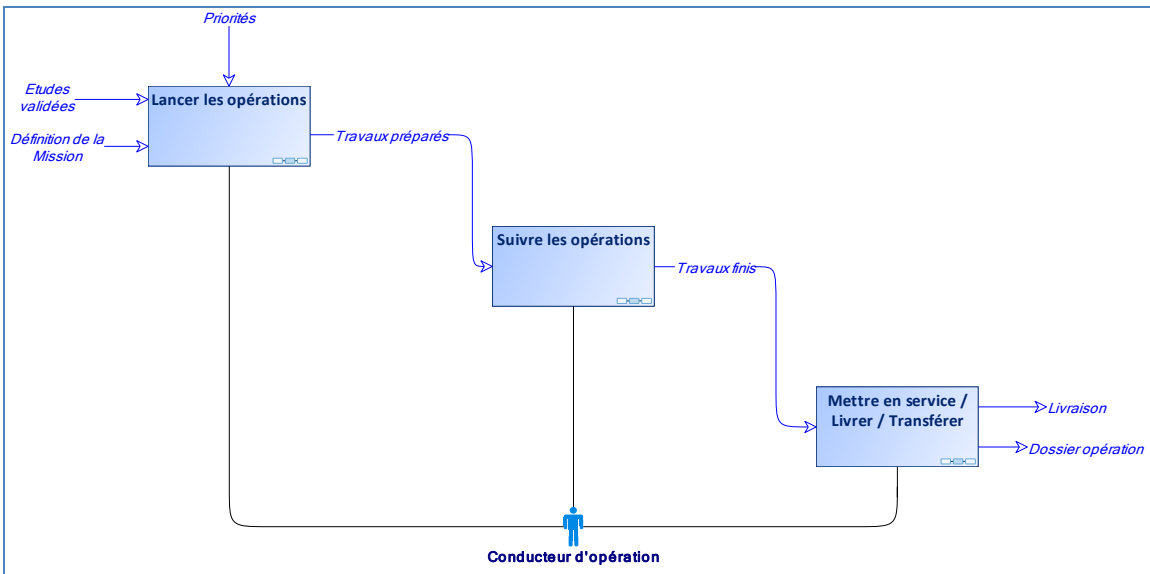 Priorités
Etudes
validées
Lancer les opérations
Définition de la
Mission
Travaux préparés
Suivre les opérations
Travaux finis
Mettre en service /
Livrer / Transférer
Livraison
Dossier opération
Conducteur d'opération